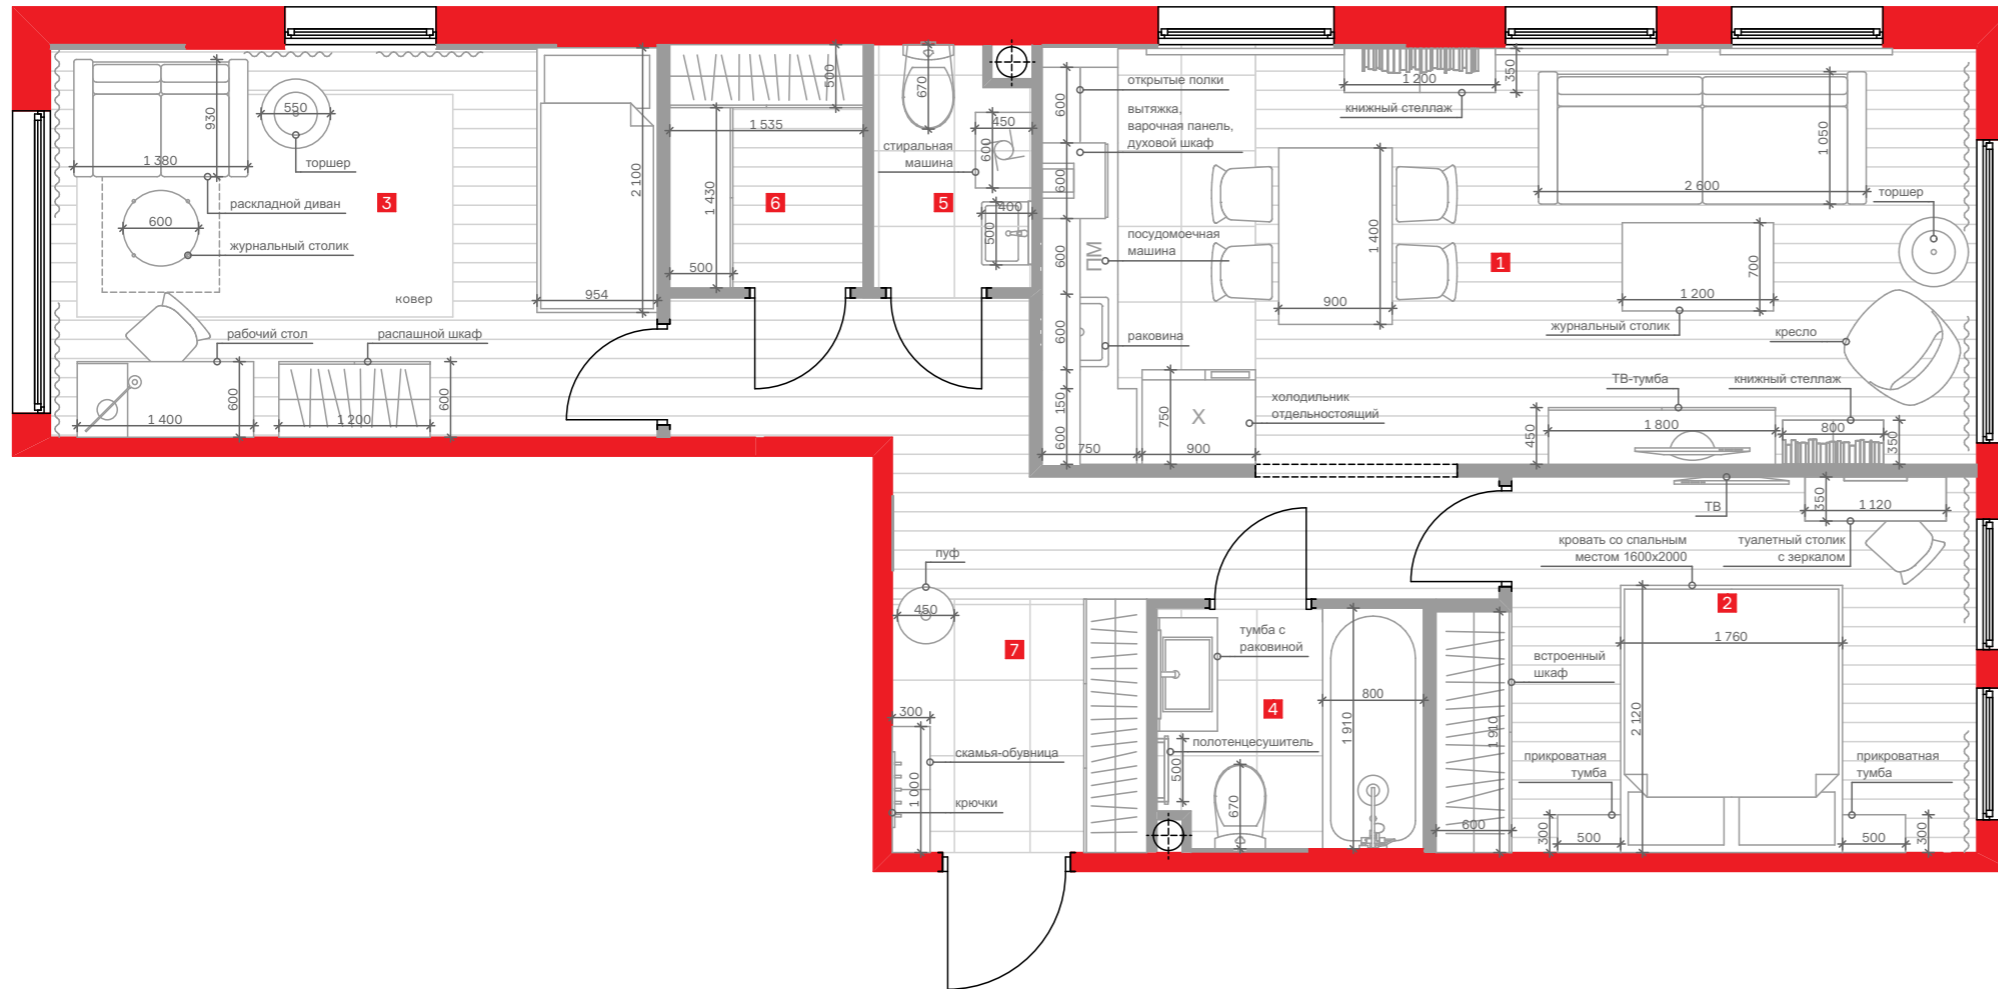 930
550
1 380
торшер
раскладной диван
600
журнальный столик
3
ковер
рабочий стол
распашной шкаф
1 400
600
1 200
600
2 100
954
500
1 535
1 430
6
500
670
450
стиральная
машина
600
5
400
500
600
600
600
600
150
600
открытые полки
вытяжка,
варочная панель,
духовой шкаф
посудомоечная
машина
ПМ
раковина
холодильник
отдельностоящий
750
X
750
900
1 200
350
книжный стеллаж
1 400
900
1
1 050
2 600
торшер
700
1 200
журнальный столик
кресло
ТВ-тумба
книжный стеллаж
450
1 800
800
350
ТВ
350
1 120
кровать со спальным
местом 1600x2000
туалетный столик
с зеркалом
2
1 760
2 120
встроенный
шкаф
1 910
600
прикроватная
тумба
прикроватная
тумба
300
500
500
300
пуф
450
7
300
скамья-обувница
1 000
крючки
тумба с
раковиной
800
4
1 910
полотенцесушитель
500
670